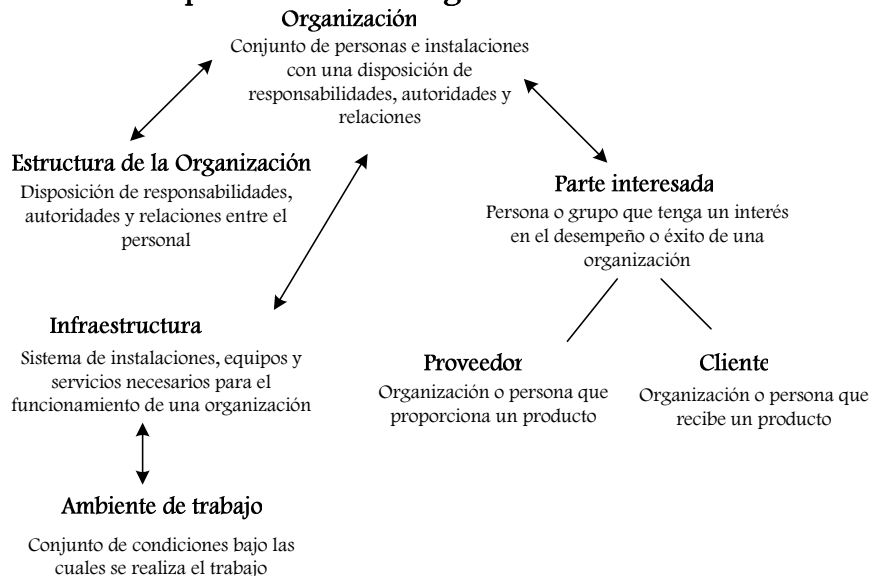 Organización
Conjunto de personas e instalaciones
con una disposición de
responsabilidades, autoridades y
relaciones
Estructura de la Organización
Disposición de responsabilidades,
autoridades y relaciones entre el
personal
Parte interesada
Persona o grupo que tenga un interés
en el desempeño o éxito de una
organización
Infraestructura
Sistema de instalaciones, equipos y
servicios necesarios para el
funcionamiento de una organización
Proveedor
Organización o persona que
proporciona un producto
Cliente
Organización o persona que
recibe un producto
Ambiente de trabajo
Conjunto de condiciones bajo las
cuales se realiza el trabajo